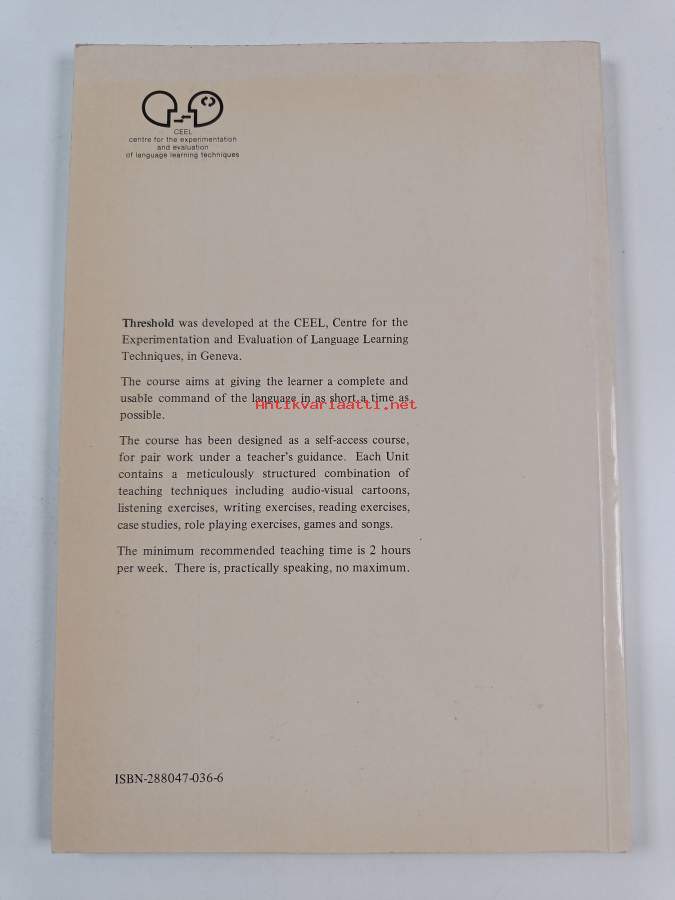 CEEL
centre for the experimentation
and evaluation
of language learning techniques
Threshold was developed at the CEEL, Centre for the
Experimentation and Evaluation of Language Learning
Techniques, in Geneva.
The course aims at giving the learner a complete and
usable command of the language in as short a time as
possible.
Antikvariaatti.net
The course has been designed as a self-access course,
for pair work under a teacher's guidance. Each Unit
contains a meticulously structured combination of
teaching techniques including audio-visual cartoons,
listening exercises, writing exercises, reading exercises,
case studies, role playing exercises, games and songs.
The minimum recommended teaching time is 2 hours
per week. There is, practically speaking, no maximum.
ISBN-288047-036-6